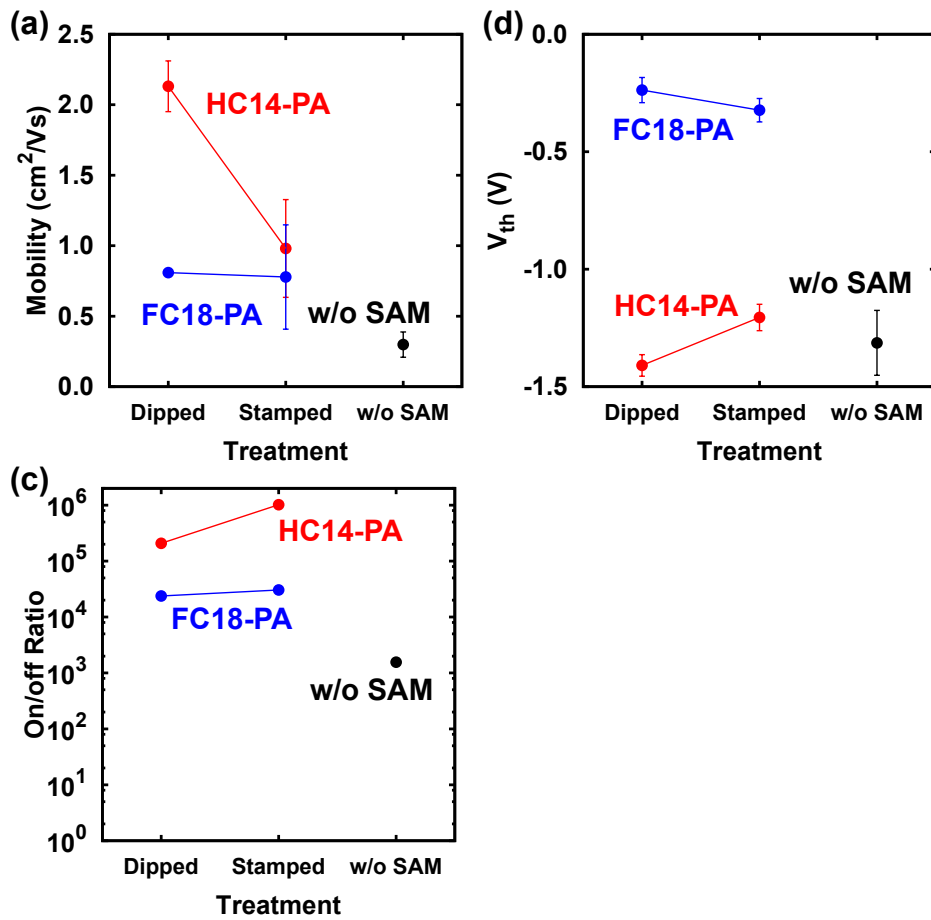 (a)
2.5
2.0
1.5
1.0
0.5
0.0
Mobility (cm²/Vs)
HC14-PA
FC18-PA
w/o SAM
Dipped Stamped w/o SAM
Treatment
(d)
0.0
-0.5
-1.0
-1.5
V_th (V)
FC18-PA
w/o SAM
HC14-PA
Dipped Stamped w/o SAM
Treatment
(c)
10⁶
10⁵
10⁴
10³
10²
10¹
10⁰
On/off Ratio
HC14-PA
FC18-PA
w/o SAM
Dipped Stamped w/o SAM
Treatment